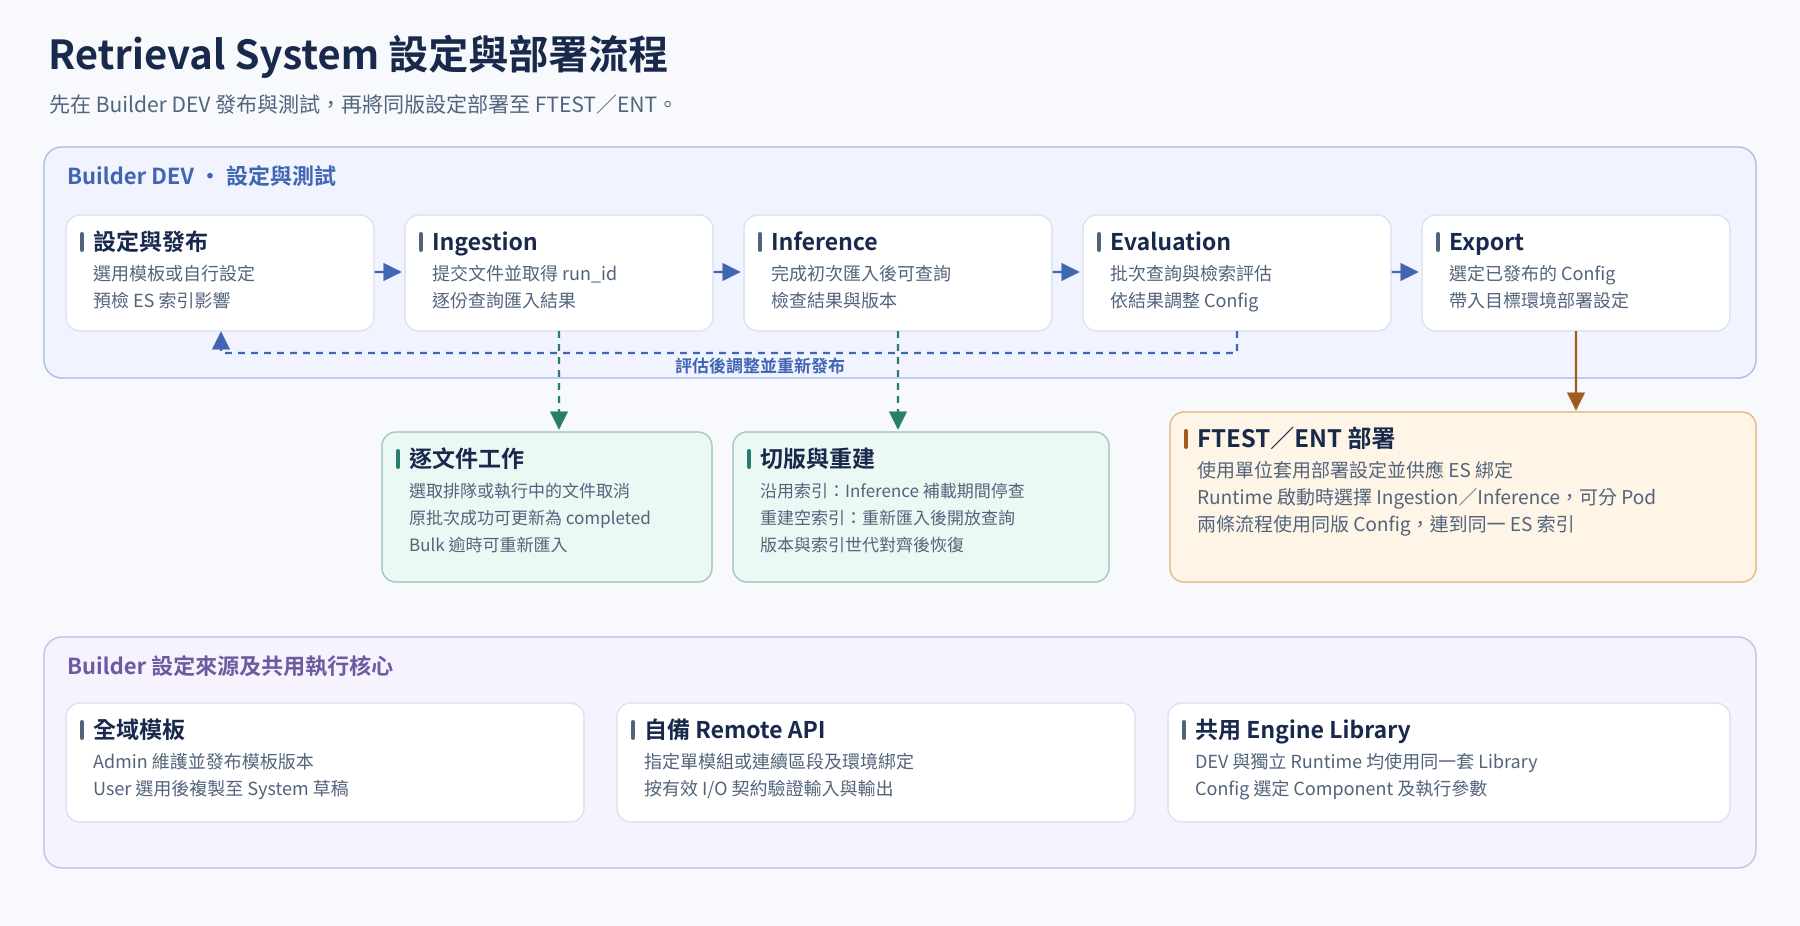 Retrieval System 設定與部署流程
先在 Builder DEV 發布與測試，再將同版設定部署至 FTEST／ENT。
Builder DEV ・ 設定與測試
設定與發布
選用模板或自行設定
預檢 ES 索引影響
Ingestion
提交文件並取得 run_id
逐份查詢匯入結果
Inference
完成初次匯入後可查詢
檢查結果與版本
Evaluation
批次查詢與檢索評估
依結果調整 Config
Export
選定已發布的 Config
帶入目標環境部署設定
評估後調整並重新發布
逐文件工作
選取排隊或執行中的文件取消
原批次成功可更新為 completed
Bulk 逾時可重新匯入
切版與重建
沿用索引：Inference 補載期間停查
重建空索引：重新匯入後開放查詢
版本與索引世代對齊後恢復
FTEST／ENT 部署
使用單位套用部署設定並供應 ES 綁定
Runtime 啟動時選擇 Ingestion／Inference，可分 Pod
兩條流程使用同版 Config，連到同一 ES 索引
Builder 設定來源及共用執行核心
全域模板
Admin 維護並發布模板版本
User 選用後複製至 System 草稿
自備 Remote API
指定單模組或連續區段及環境綁定
按有效 I/O 契約驗證輸入與輸出
共用 Engine Library
DEV 與獨立 Runtime 均使用同一套 Library
Config 選定 Component 及執行參數